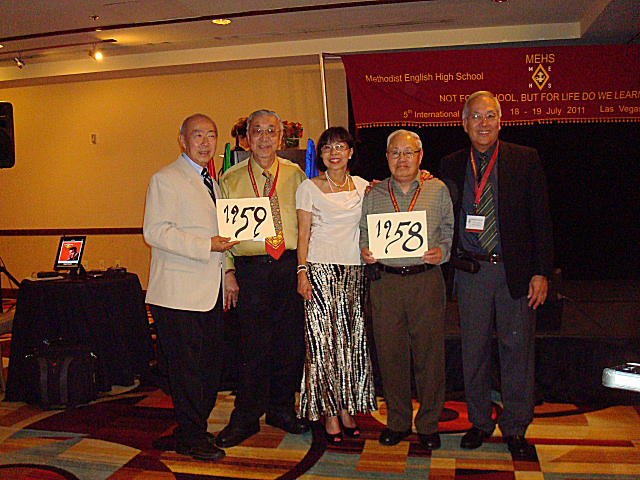 MEHS
M E
H S
Methodist English High School
NOT FOR SCHOOL, BUT FOR LIFE DO WE LEARN
5th International 18 - 19 July 2011 Las Vegas
1959
1958